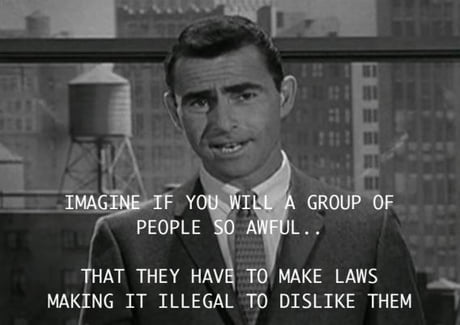 IMAGINE IF YOU WILL A GROUP OF
PEOPLE SO AWFUL..
THAT THEY HAVE TO MAKE LAWS
MAKING IT ILLEGAL TO DISLIKE THEM